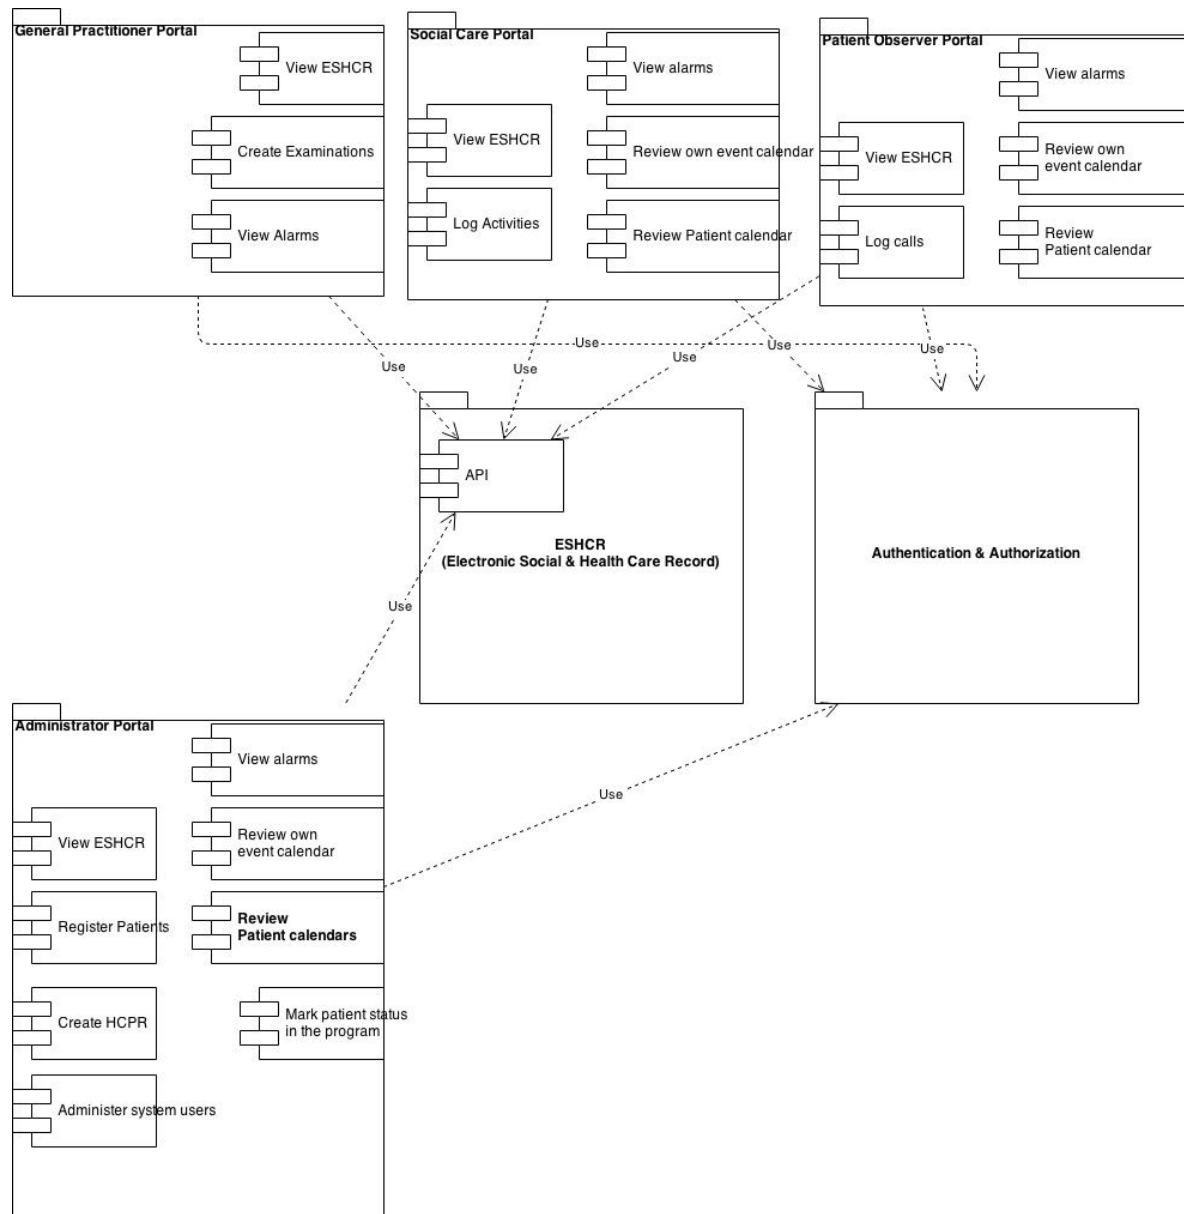 General Practitioner Portal
View ESHCR
Create Examinations
View Alarms
Social Care Portal
View alarms
View ESHCR
Review own event calendar
Log Activities
Review Patient calendar
Patient Observer Portal
View alarms
View ESHCR
Review own
event calendar
Log calls
Review
Patient calendar
Use
Use
Use
Use
Use
Use
API
ESHCR
(Electronic Social & Health Care Record)
Authentication & Authorization
Use
Use
Administrator Portal
View alarms
View ESHCR
Review own
event calendar
Register Patients
Review
Patient calendars
Create HCPR
Mark patient status
in the program
Administer system users